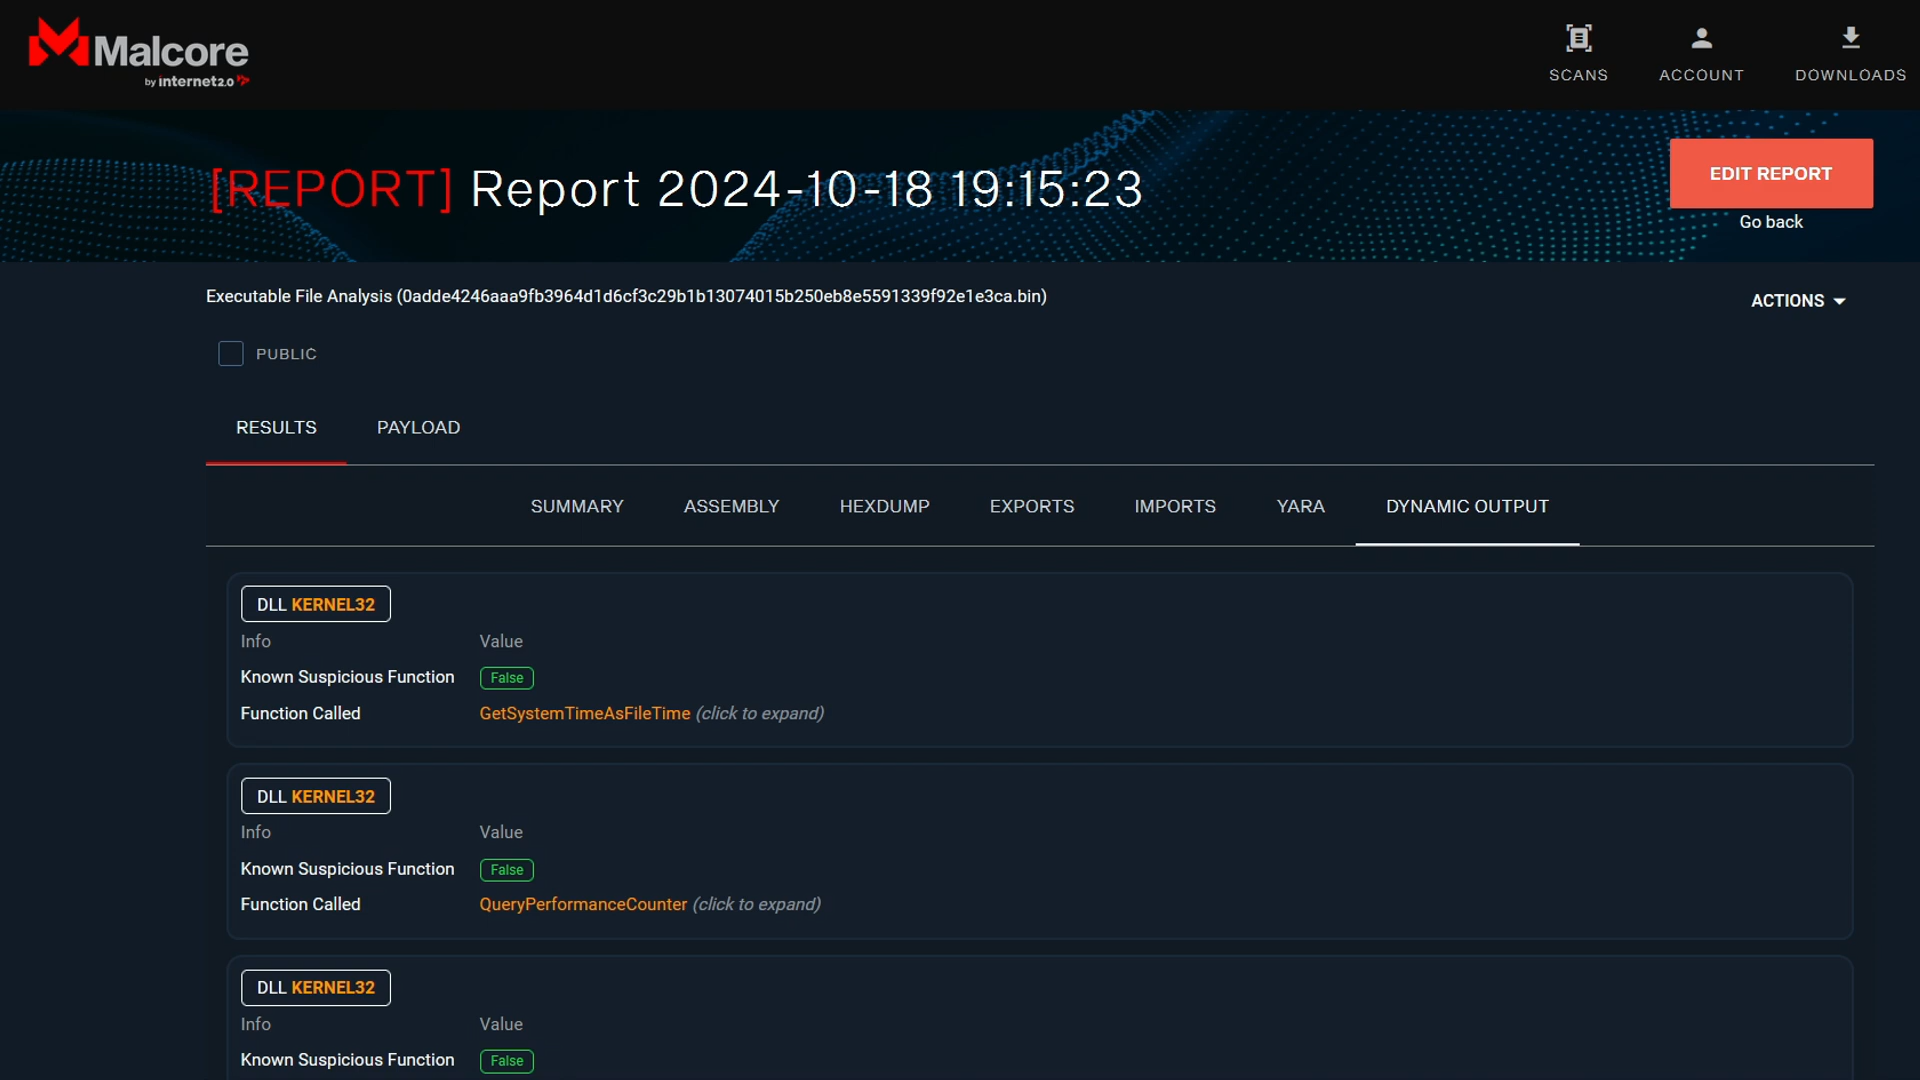 Malcore
by internet2.0
SCANS
ACCOUNT
DOWNLOADS
[REPORT] Report 2024-10-18 19:15:23
EDIT REPORT
Go back
Executable File Analysis (0adde4246aaa9fb3964d1d6cf3c29b1b13074015b250eb8e5591339f92e1e3ca.bin)
ACTIONS
PUBLIC
RESULTS PAYLOAD
SUMMARY ASSEMBLY HEXDUMP EXPORTS IMPORTS YARA DYNAMIC OUTPUT
DLL KERNEL32
Info Value
Known Suspicious Function False
Function Called GetSystemTimeAsFileTime (click to expand)
DLL KERNEL32
Info Value
Known Suspicious Function False
Function Called QueryPerformanceCounter (click to expand)
DLL KERNEL32
Info Value
Known Suspicious Function False